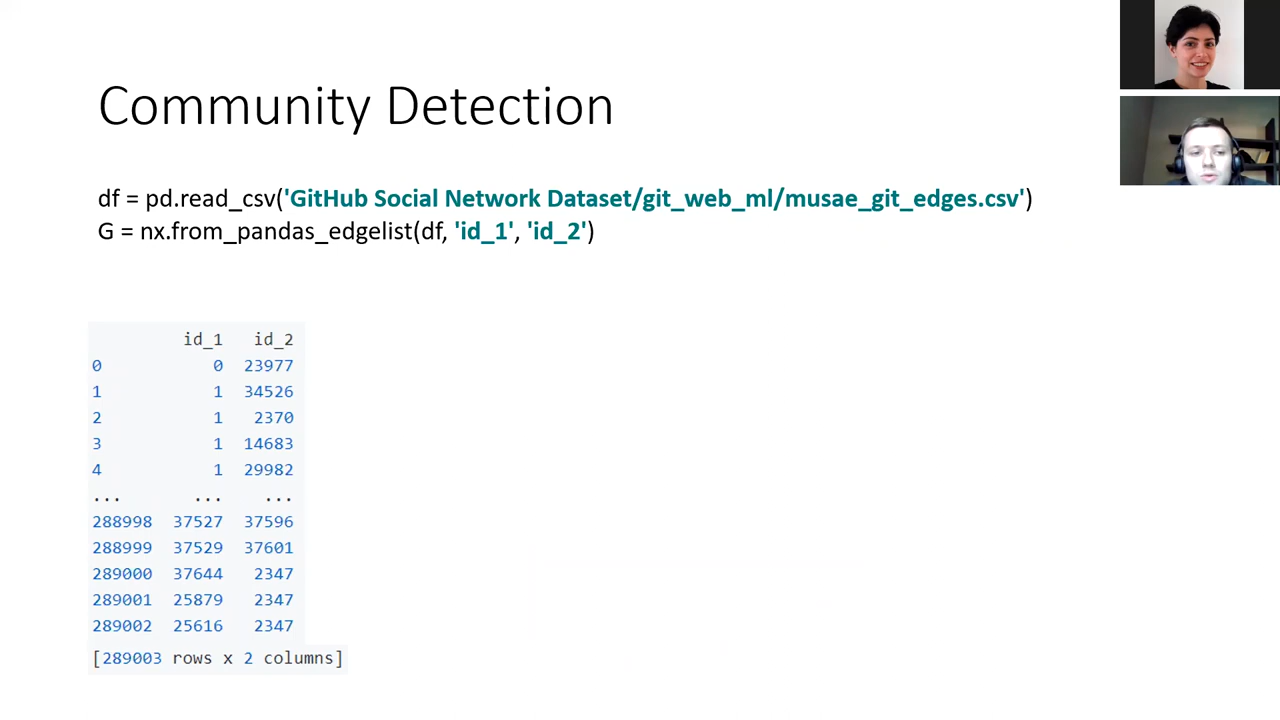 Community Detection
df = pd.read_csv('GitHub Social Network Dataset/git_web_ml/musae_git_edges.csv')
G = nx.from_pandas_edgelist(df, 'id_1', 'id_2')
id_1 id_2
0 0 23977
1 1 34526
2 1 2370
3 1 14683
4 1 29982
... ... ...
288998 37527 37596
288999 37529 37601
289000 37644 2347
289001 25879 2347
289002 25616 2347
[289003 rows x 2 columns]